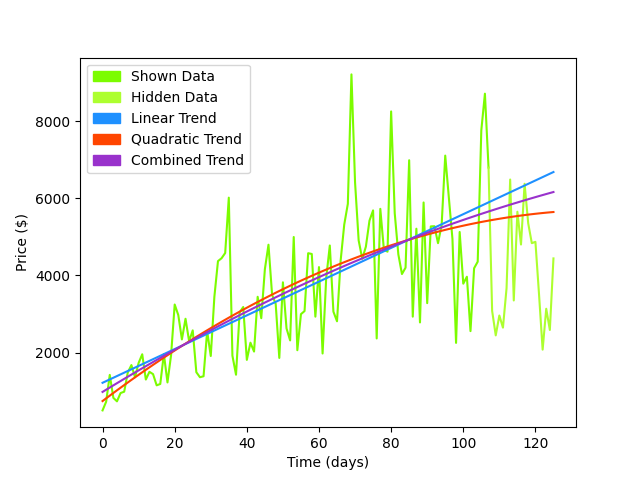 Shown Data
Hidden Data
Linear Trend
Quadratic Trend
Combined Trend
8000
6000
4000
2000
Price ($)
0 20 40 60 80 100 120
Time (days)